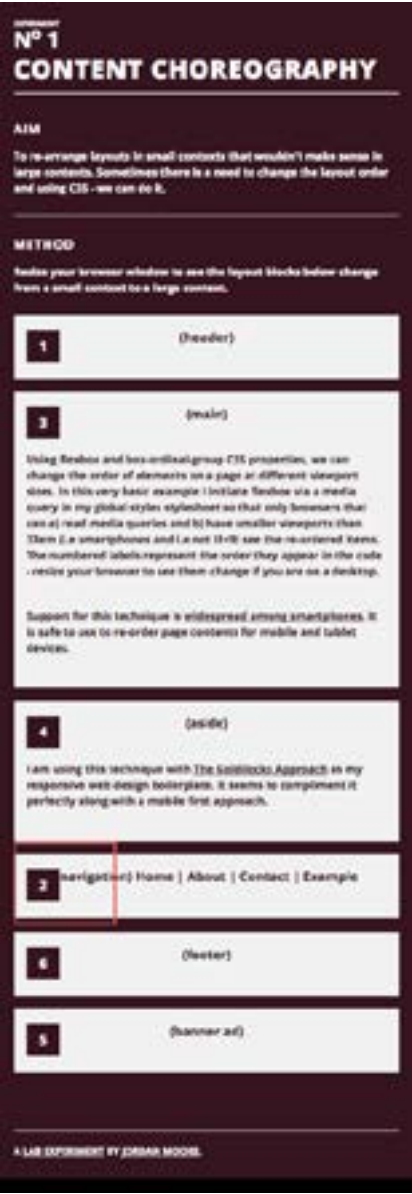 EXPERIMENT
Nº 1
CONTENT CHOREOGRAPHY
AIM
To re-arrange layouts in small contexts that wouldn't make sense in
large contexts. Sometimes there is a need to change the layout order
and using CSS - we can do it.
METHOD
Resize your browser window to see the layout blocks below change
from a small context to a large context.
1
(header)
3
(main)
Using flexbox and box-ordinal-group CSS properties, we can
change the order of elements on a page at different viewport
sizes. In this very basic example I initiate flexbox via a media
query in my global styles stylesheet so that only browsers that
can a) read media queries and b) have smaller viewports than
(i.e smartphones and i.e not see the re-ordered items.
The numbered labels represent the order they appear in the code
- resize your browser to see them change if you are on a desktop.
Support for this technique is widespread among smartphones. It
is safe to use to re-order page contents for mobile and tablet
devices.
4
(aside)
I am using this technique with The Goldilocks Approach as my
responsive web design boilerplate. It seems to compliment it
perfectly along with a mobile first approach.
2
navigation) Home | About | Contact | Example
6
(footer)
5
(banner ad)
A LAB EXPERIMENT BY JORDAN MOORE.